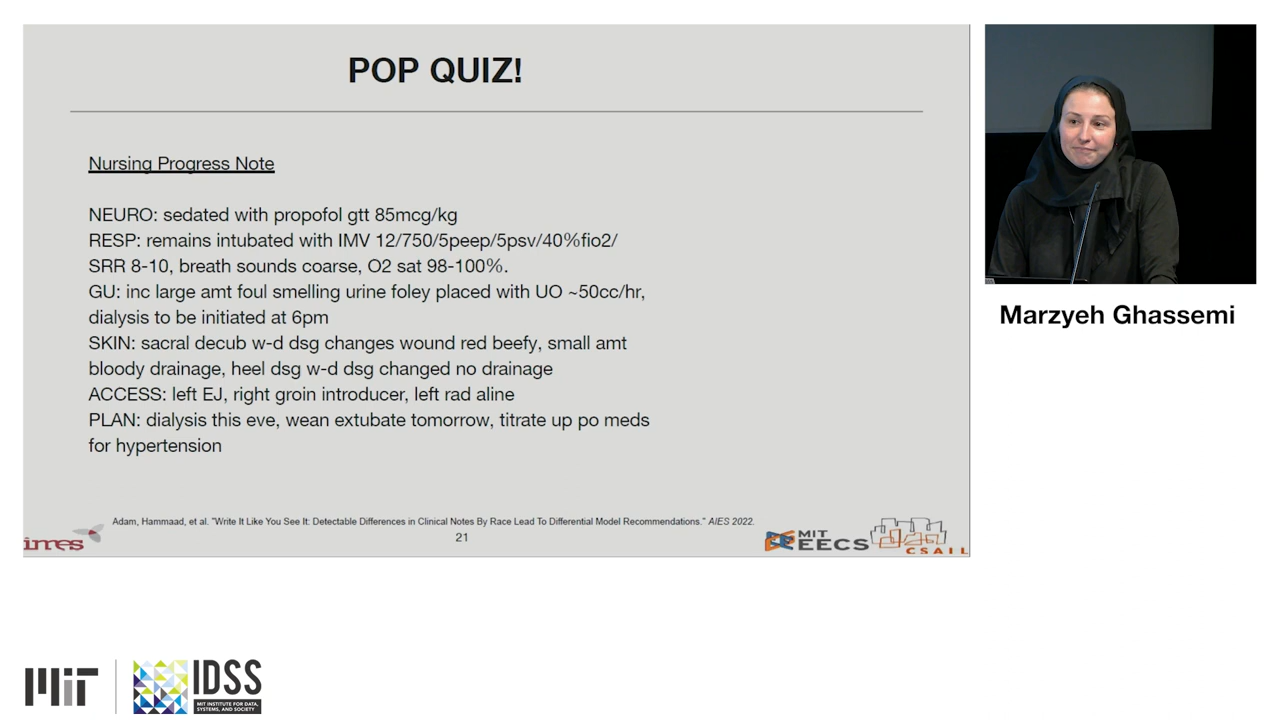 POP QUIZ!
Nursing Progress Note
NEURO: sedated with propofol gtt 85mcg/kg
RESP: remains intubated with IMV 12/750/5peep/5psv/40%fio2/
SRR 8-10, breath sounds coarse, O2 sat 98-100%.
GU: inc large amt foul smelling urine foley placed with UO ~50cc/hr,
dialysis to be initiated at 6pm
SKIN: sacral decub w-d dsg changes wound red beefy, small amt
bloody drainage, heel dsg w-d dsg changed no drainage
ACCESS: left EJ, right groin introducer, left rad aline
PLAN: dialysis this eve, wean extubate tomorrow, titrate up po meds
for hypertension
Adam, Hammaad, et al. "Write It Like You See It: Detectable Differences in Clinical Notes By Race Lead To Differential Model Recommendations." AIES 2022.
21
imes
MIT
EECS
CSAIL
Marzyeh Ghassemi
MIT
IDSS
MIT INSTITUTE FOR DATA,
SYSTEMS, AND SOCIETY